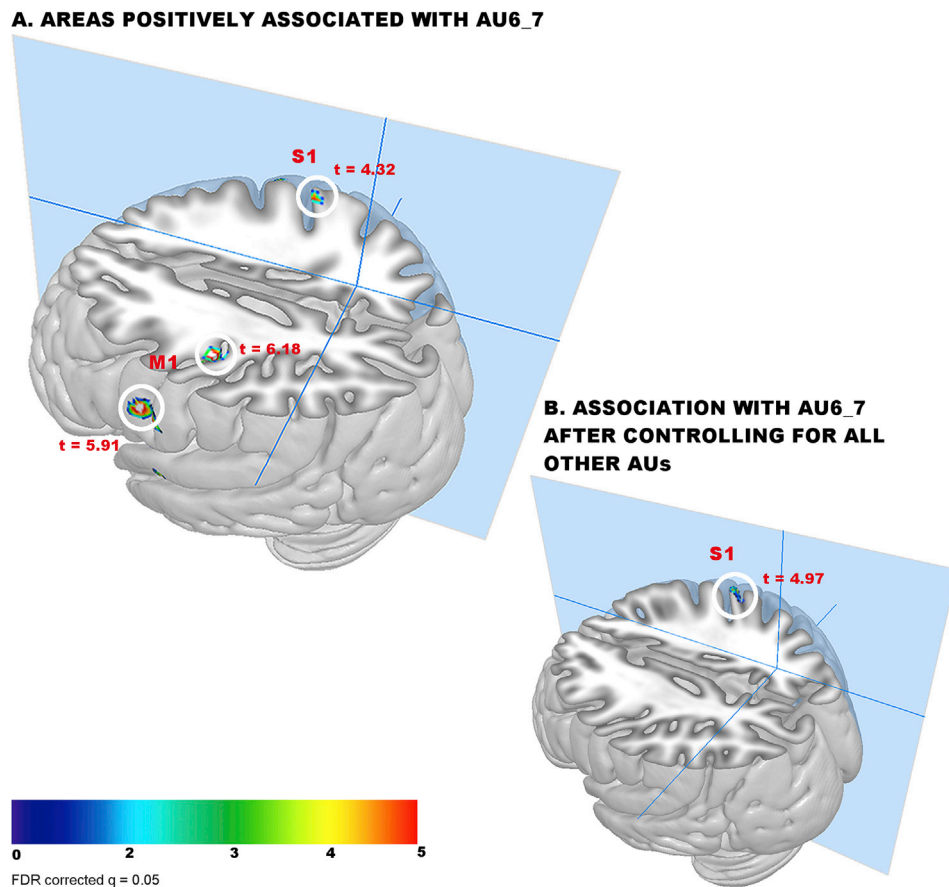 A. AREAS POSITIVELY ASSOCIATED WITH AU6_7
S1
t = 4.32
M1
t = 6.18
t = 5.91
B. ASSOCIATION WITH AU6_7
AFTER CONTROLLING FOR ALL
OTHER AUs
S1
t = 4.97
0 2 3 4 5
FDR corrected q = 0.05